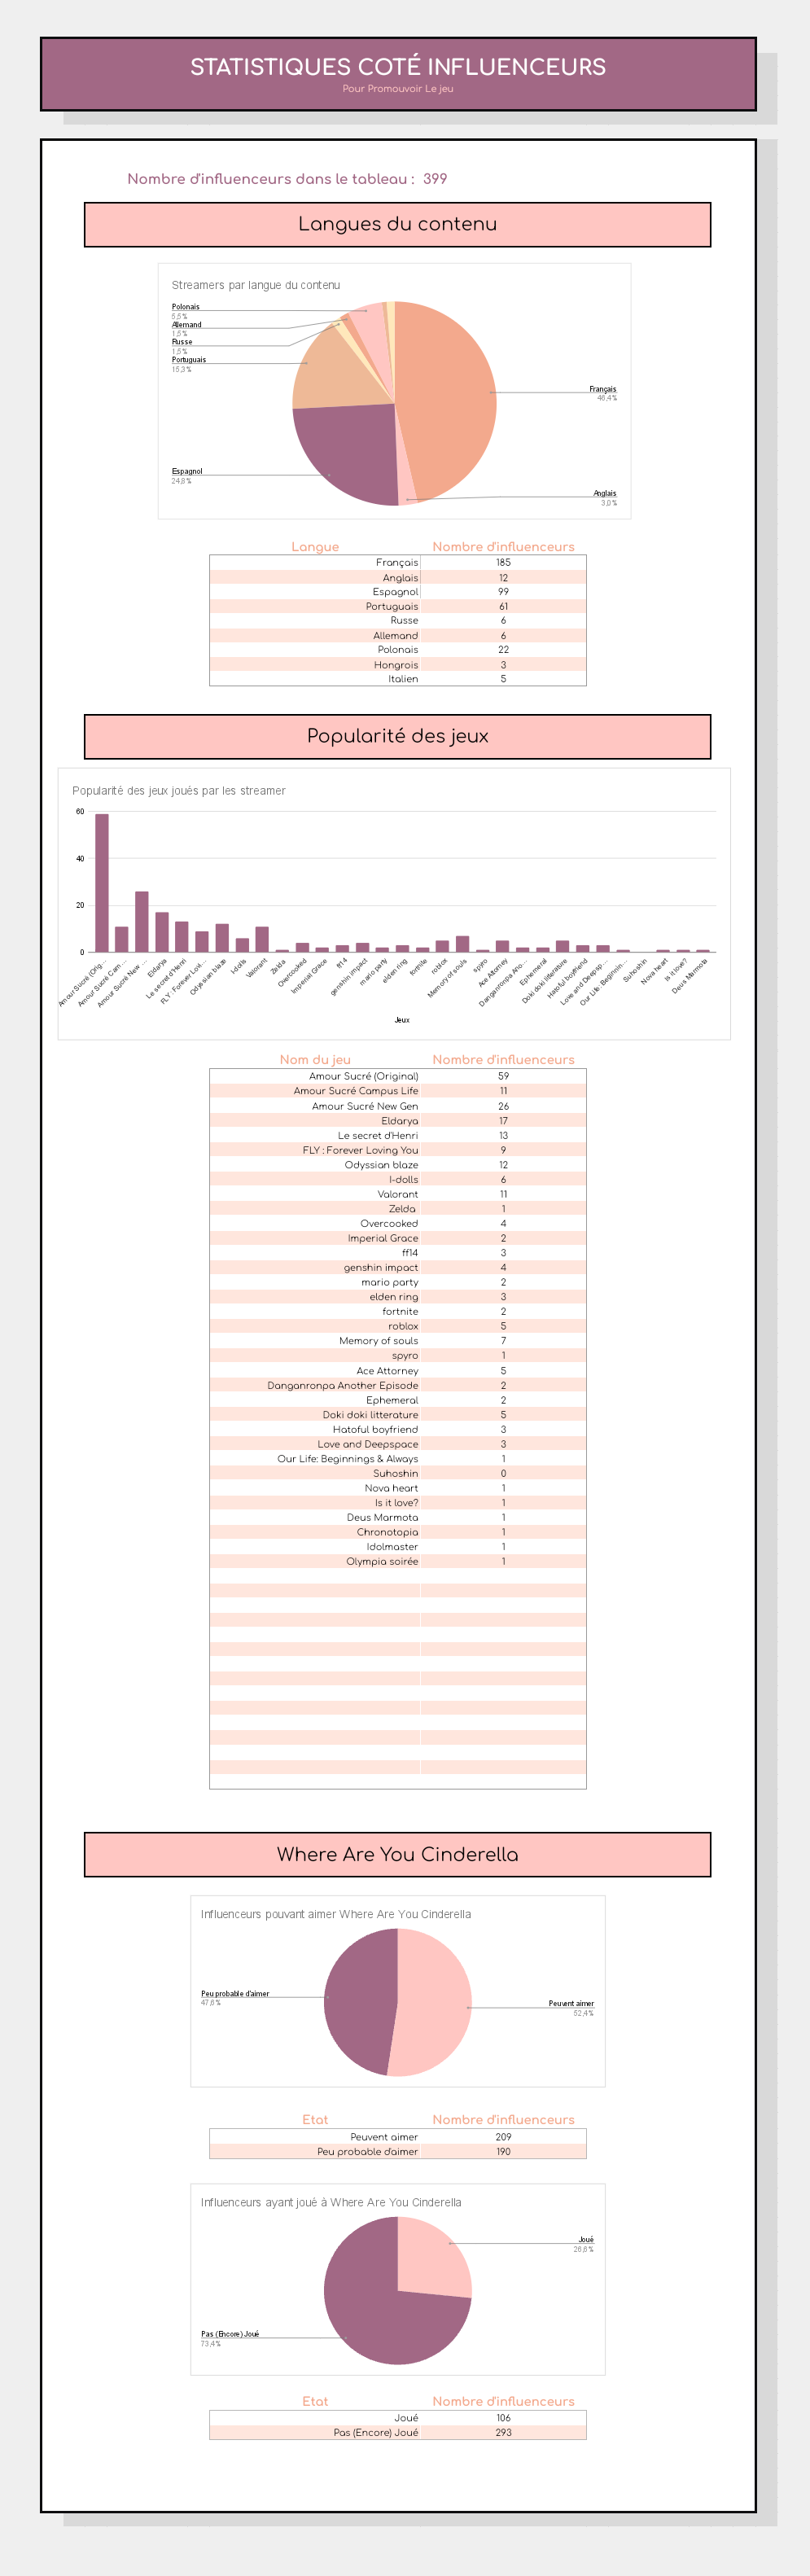 STATISTIQUES COTÉ INFLUENCEURS
Pour Promouvoir Le jeu
Nombre d'influenceurs dans le tableau : 399
Langues du contenu
Streamers par langue du contenu
Polonais
5,5%
Allemand
1,5%
Russe
1,5%
Portuguais
15,3%
Espagnol
24,8%
Français
46,4%
Anglais
3,0%
Langue Nombre d'influenceurs
Français 185
Anglais 12
Espagnol 99
Portuguais 61
Russe 6
Allemand 6
Polonais 22
Hongrois 3
Italien 5
Popularité des jeux
Popularité des jeux joués par les streamer
60
40
20
0
Amour Sucré (Orig…
Amour Sucré Cam…
Amour Sucré New …
Eldarya
Le secret d'Henri
FLY : Forever Lovi…
Odyssian blaze
I-dolls
Valorant
Zelda
Overcooked
Imperial Grace
ff14
genshin impact
mario party
elden ring
fortnite
roblox
Memory of souls
spyro
Ace Attorney
Danganronpa Ano…
Ephemeral
Doki doki litterature
Hatoful boyfriend
Love and Deepsp…
Our Life: Beginnin…
Suhoshin
Nova heart
Is it love?
Deus Marmota
Jeux
Nom du jeu Nombre d'influenceurs
Amour Sucré (Original) 59
Amour Sucré Campus Life 11
Amour Sucré New Gen 26
Eldarya 17
Le secret d'Henri 13
FLY : Forever Loving You 9
Odyssian blaze 12
I-dolls 6
Valorant 11
Zelda 1
Overcooked 4
Imperial Grace 2
ff14 3
genshin impact 4
mario party 2
elden ring 3
fortnite 2
roblox 5
Memory of souls 7
spyro 1
Ace Attorney 5
Danganronpa Another Episode 2
Ephemeral 2
Doki doki litterature 5
Hatoful boyfriend 3
Love and Deepspace 3
Our Life: Beginnings & Always 1
Suhoshin 0
Nova heart 1
Is it love? 1
Deus Marmota 1
Chronotopia 1
Idolmaster 1
Olympia soirée 1
Where Are You Cinderella
Influenceurs pouvant aimer Where Are You Cinderella
Peu probable d'aimer
47,6%
Peuvent aimer
52,4%
Etat Nombre d'influenceurs
Peuvent aimer 209
Peu probable d'aimer 190
Influenceurs ayant joué à Where Are You Cinderella
Joué
26,6%
Pas (Encore) Joué
73,4%
Etat Nombre d'influenceurs
Joué 106
Pas (Encore) Joué 293